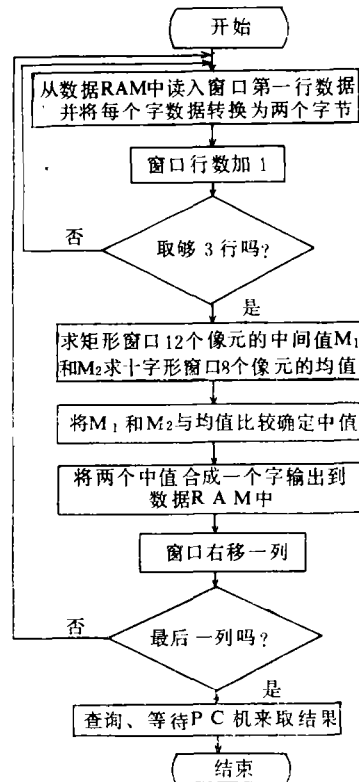 开始
从数据RAM中读入窗口第一行数据
并将每个字数据转换为两个字节
窗口行数加1
否
取够3行吗?
是
求矩形窗口12个像元的中间值M₁
和M₂求十字形窗口8个像元的均值
将M₁和M₂与均值比较确定中值
将两个中值合成一个字输出到
数据RAM中
窗口右移一列
否
最后一列吗?
是
查询、等待PC机来取结果
结束